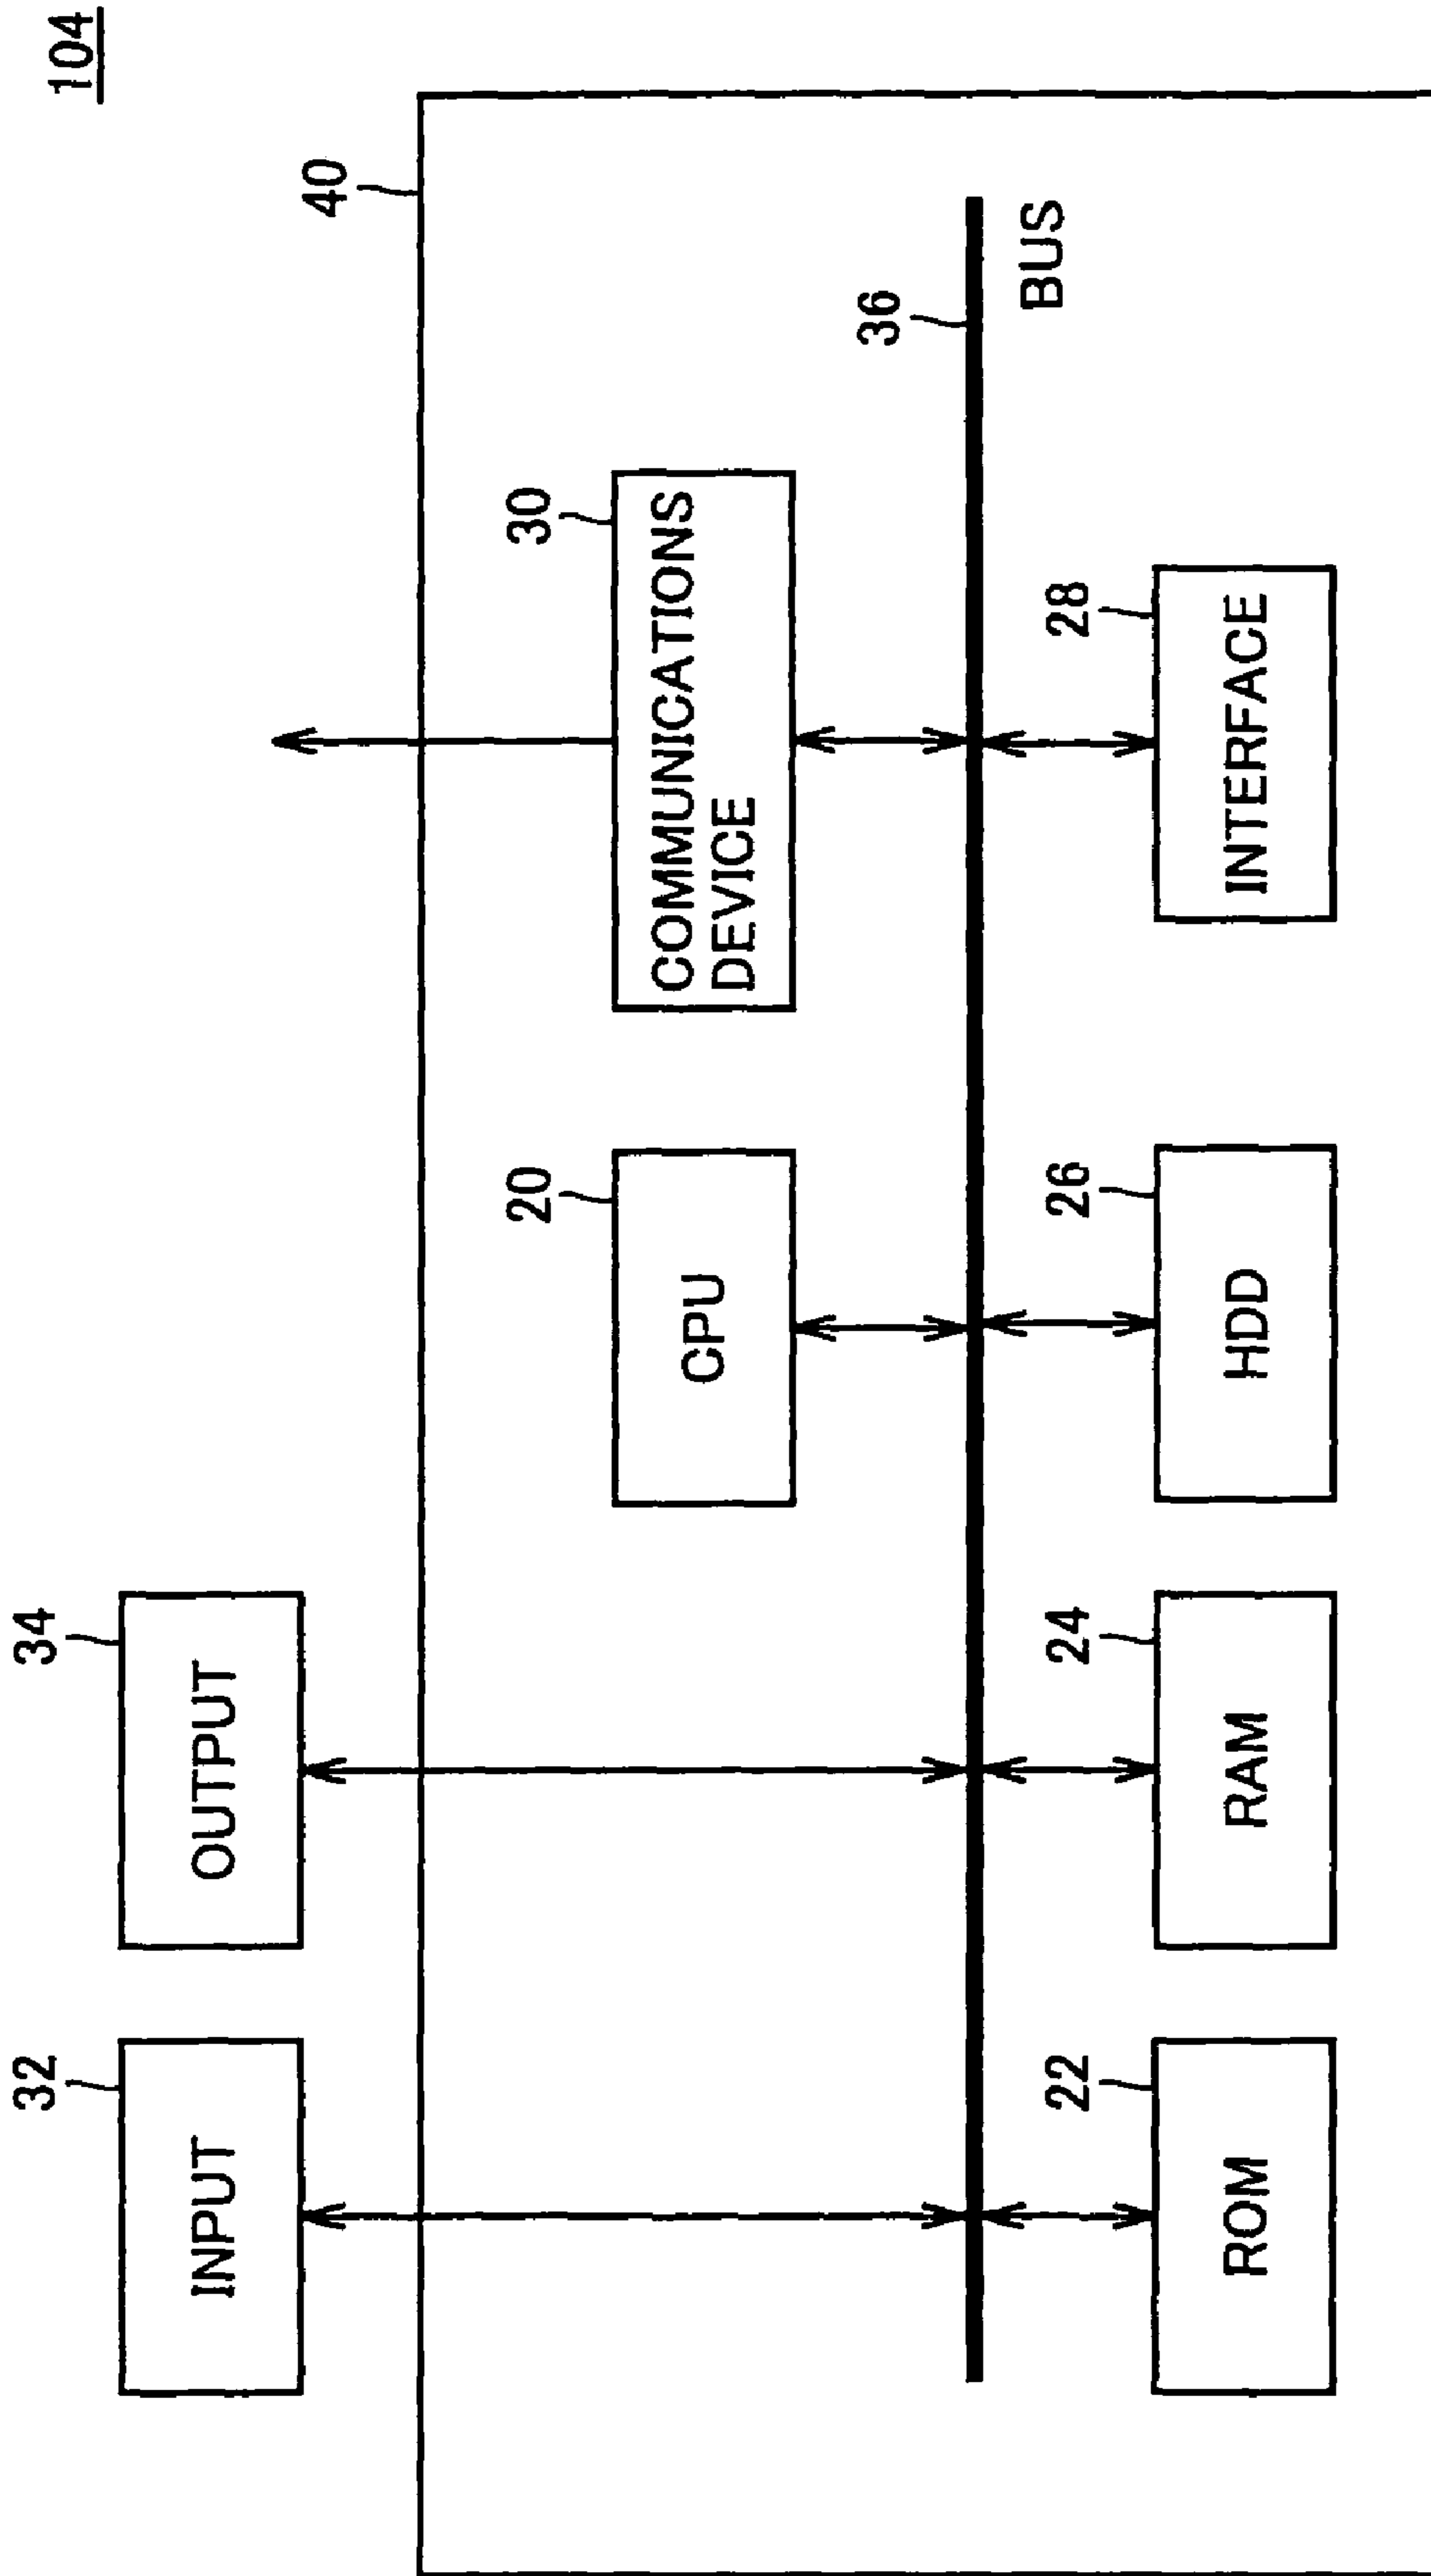 104
32
34
40
INPUT
OUTPUT
20
30
CPU
COMMUNICATIONS
DEVICE
36
BUS
22
24
26
28
ROM
RAM
HDD
INTERFACE